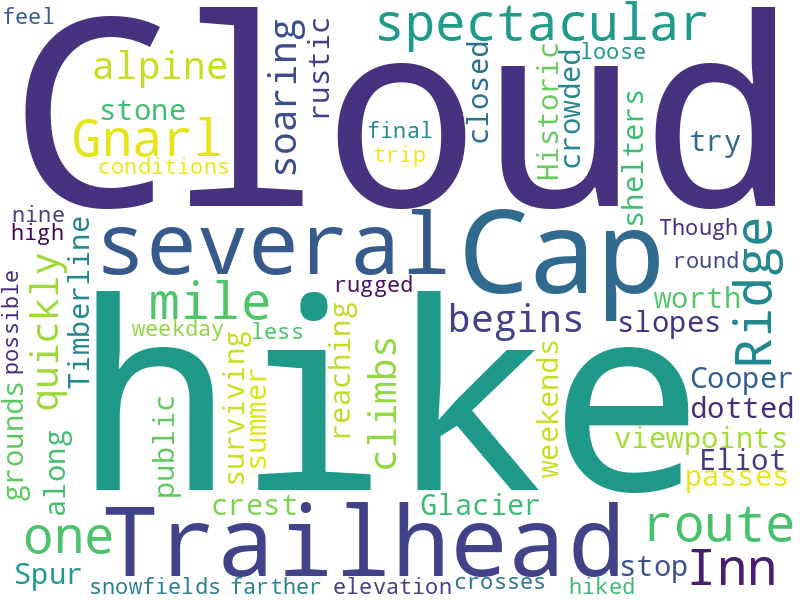 feel
Cloud
spectacular
alpine
soaring
rustic
closed
Historic
crowded
loose
stone
Gnarl
conditions
final
trip
try
shelters
nine
high
Timberline
several
Cap
Though
round
Ridge
possible
quickly
mile
rugged
worth
weekday
less
begins
slopes
hike
grounds
along
public
surviving
summer
reaching
climbs
weekends
Cooper
dotted
viewpoints
Eliot
passes
crest
Glacier
one
Trailhead
route
Spur
stop
Inn
snowfields
farther
elevation
crosses
hiked